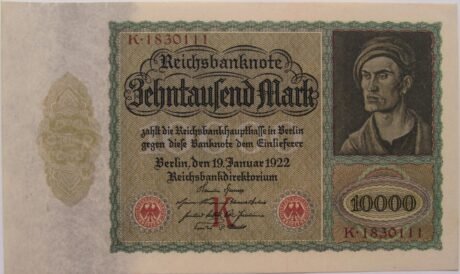 K·1830111
Reichsbanknote
Zehntausend Mark
zahlt die Reichsbankhauptkasse in Berlin
gegen diese Banknote dem Einlieferer
Berlin, den 19. Januar 1922
Reichsbankdirektorium
K
10000
K·1830111